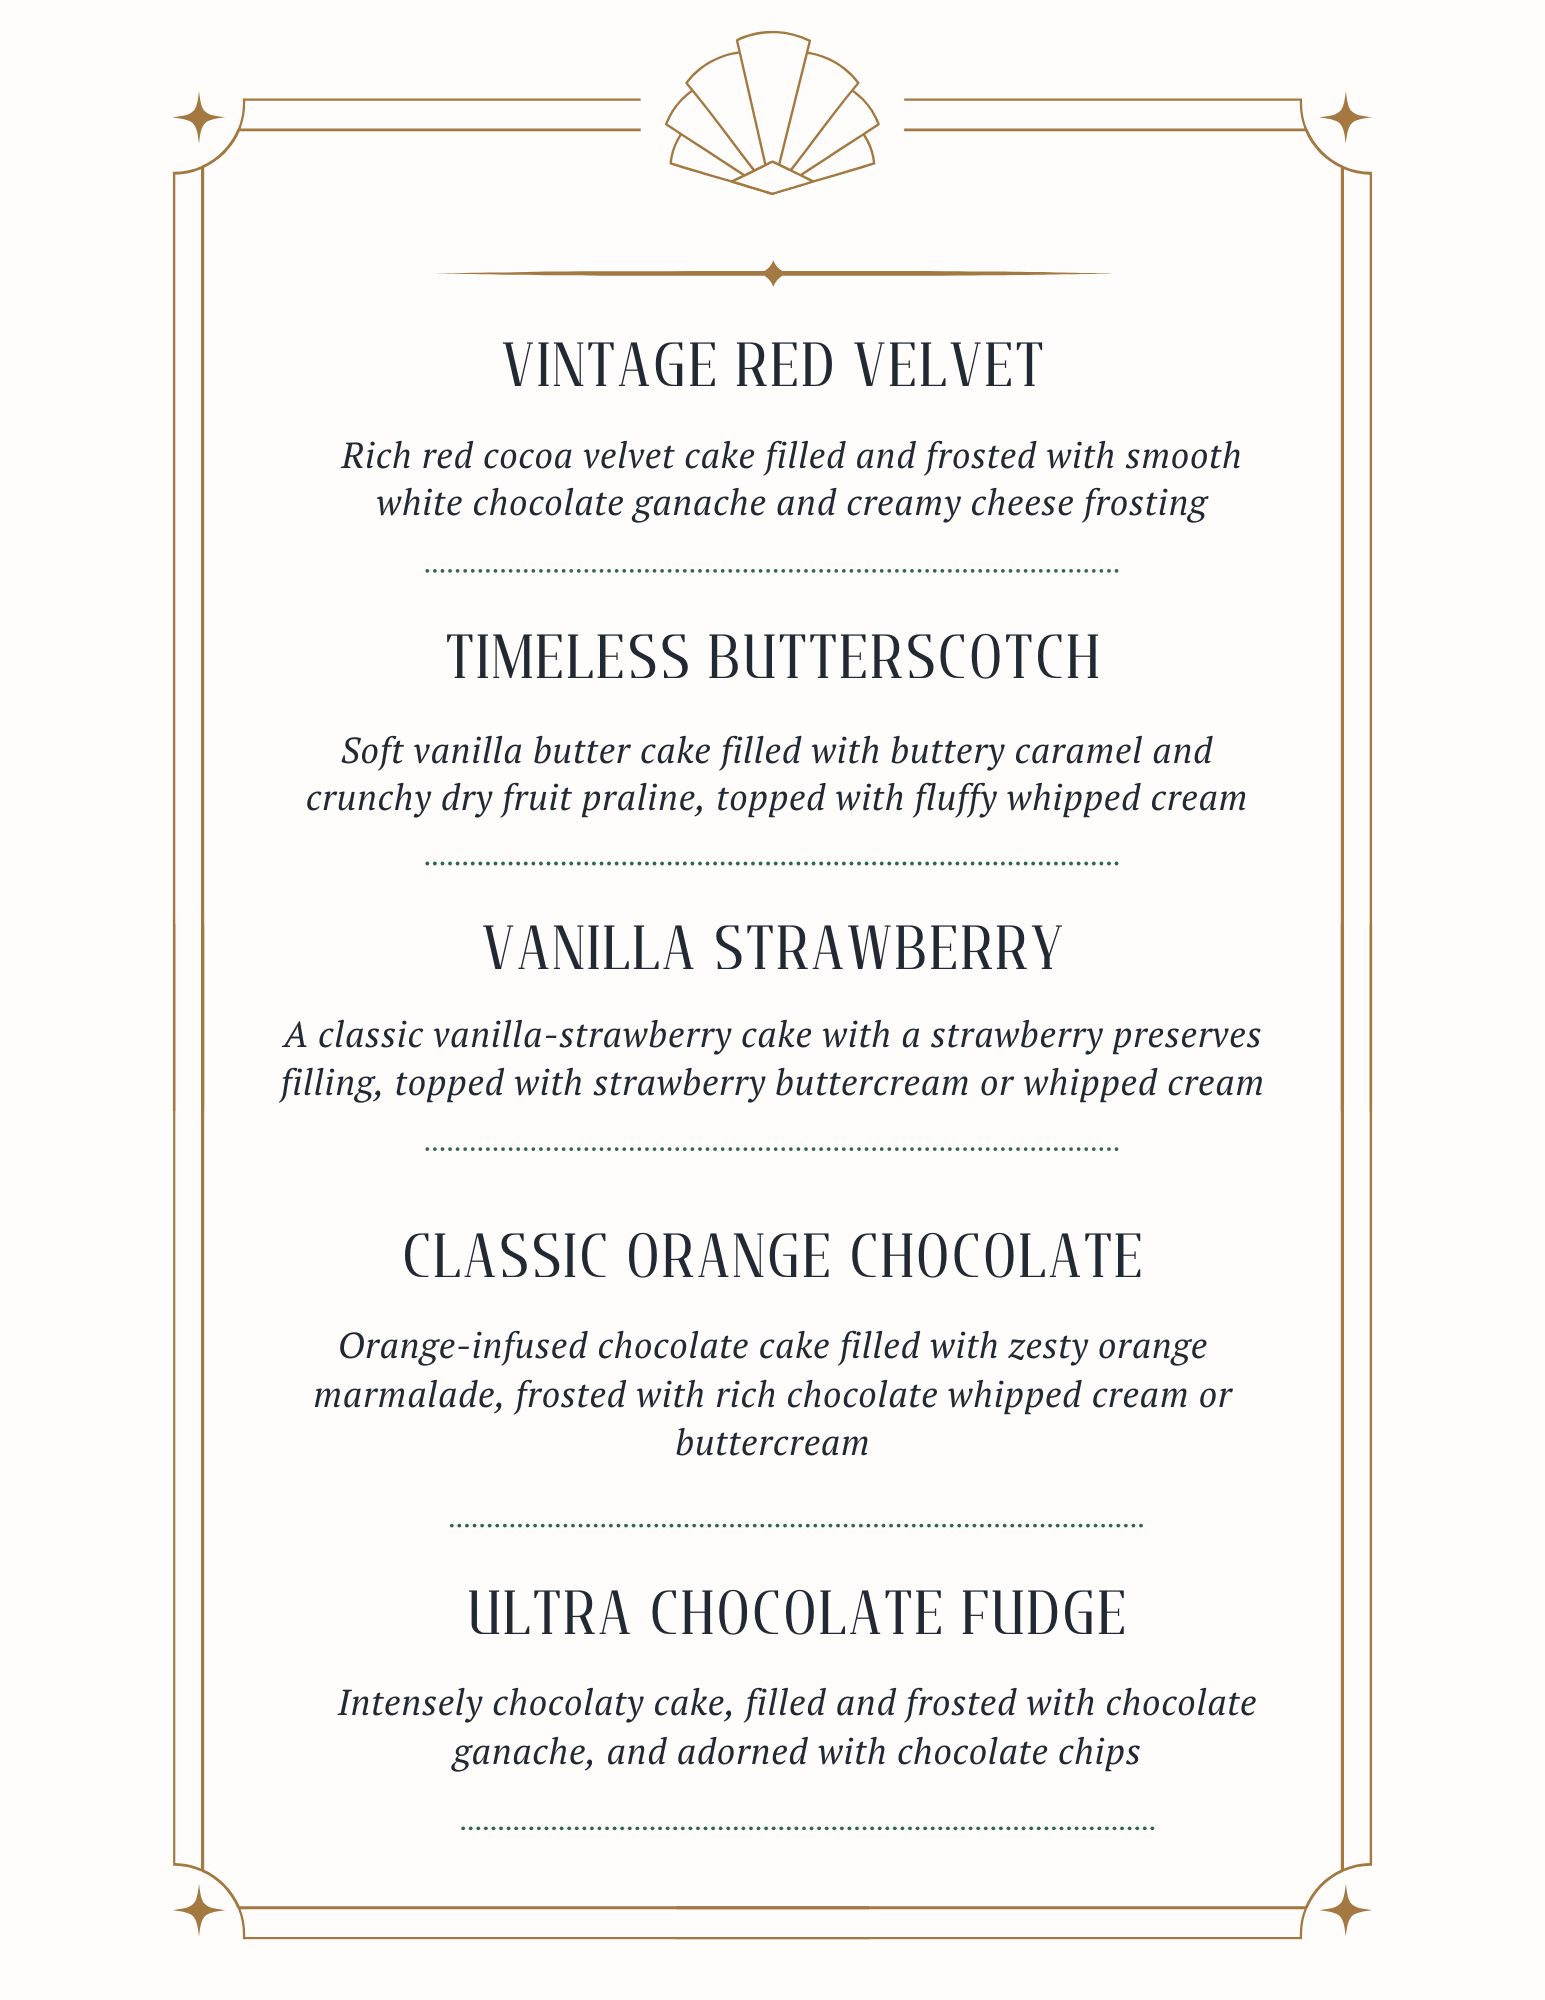 VINTAGE RED VELVET
Rich red cocoa velvet cake filled and frosted with smooth
white chocolate ganache and creamy cheese frosting
TIMELESS BUTTERSCOTCH
Soft vanilla butter cake filled with buttery caramel and
crunchy dry fruit praline, topped with fluffy whipped cream
VANILLA STRAWBERRY
A classic vanilla-strawberry cake with a strawberry preserves
filling, topped with strawberry buttercream or whipped cream
CLASSIC ORANGE CHOCOLATE
Orange-infused chocolate cake filled with zesty orange
marmalade, frosted with rich chocolate whipped cream or
buttercream
ULTRA CHOCOLATE FUDGE
Intensely chocolaty cake, filled and frosted with chocolate
ganache, and adorned with chocolate chips